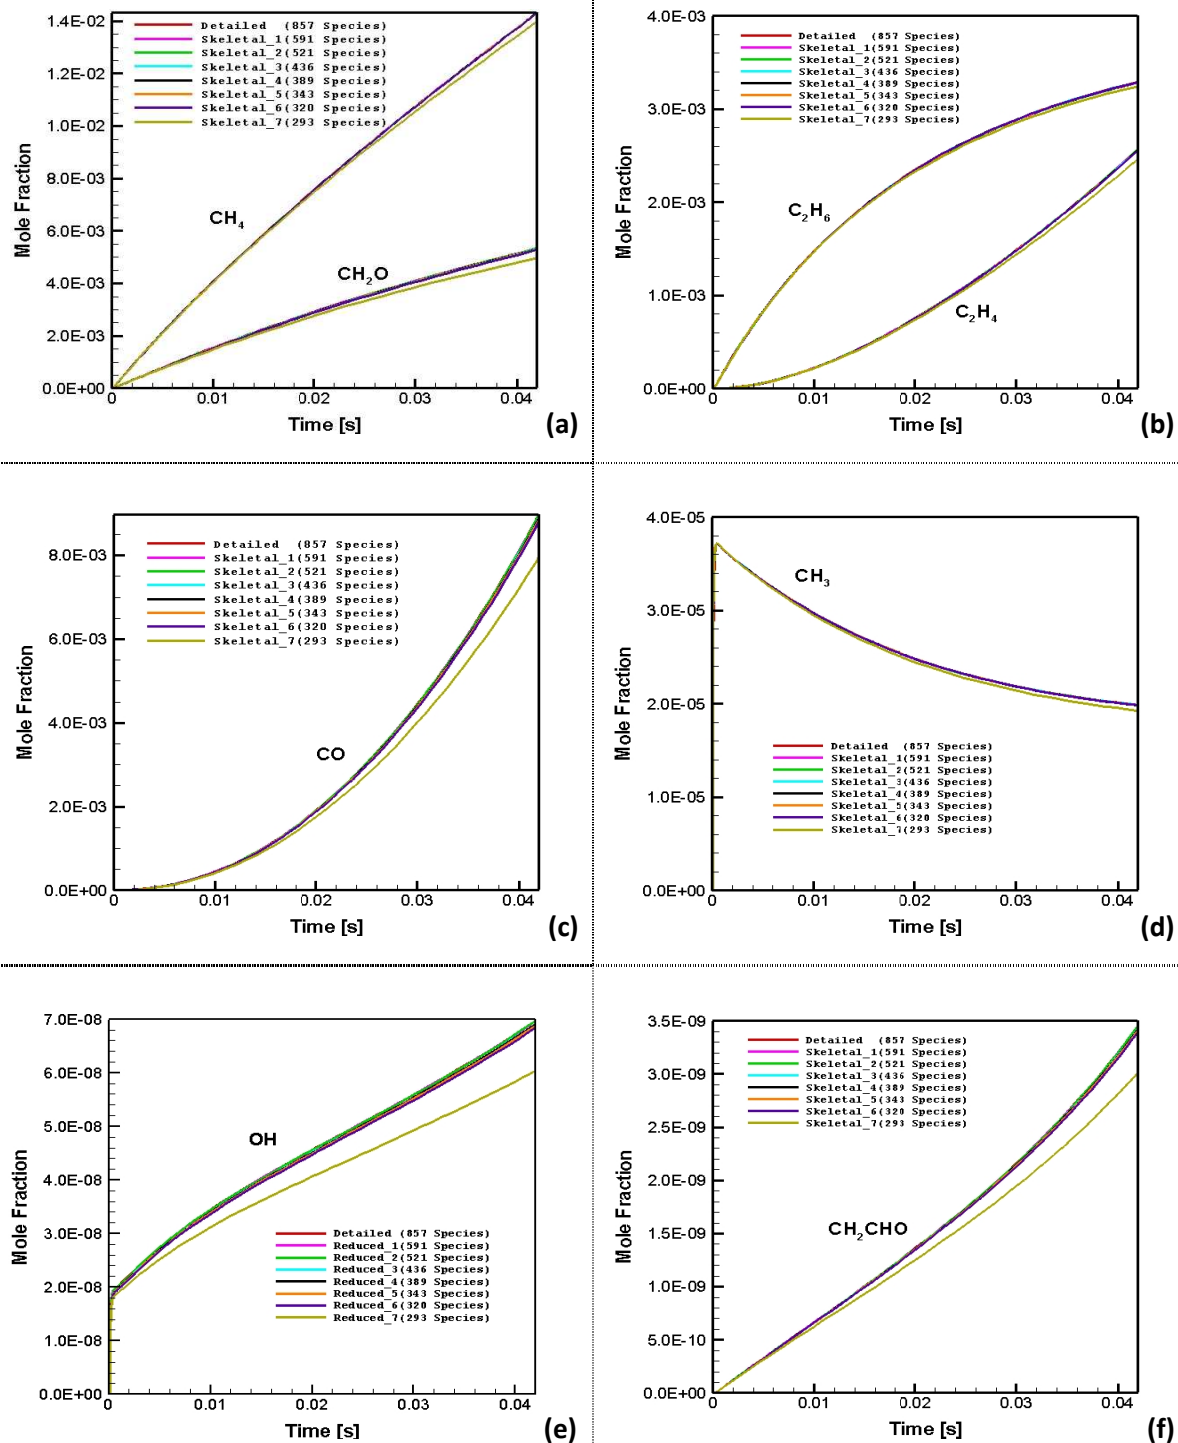 1.4E-02
1.2E-02
1.0E-02
8.0E-03
6.0E-03
4.0E-03
2.0E-03
0.0E+00
Mole Fraction
Detailed (857 Species)
Skeletal_1(591 Species)
Skeletal_2(521 Species)
Skeletal_3(436 Species)
Skeletal_4(389 Species)
Skeletal_5(343 Species)
Skeletal_6(320 Species)
Skeletal_7(293 Species)
CH4
CH2O
0 0.01 0.02 0.03 0.04
Time [s]
(a)
4.0E-03
3.0E-03
2.0E-03
1.0E-03
0.0E+00
Mole Fraction
Detailed (857 Species)
Skeletal_1(591 Species)
Skeletal_2(521 Species)
Skeletal_3(436 Species)
Skeletal_4(389 Species)
Skeletal_5(343 Species)
Skeletal_6(320 Species)
Skeletal_7(293 Species)
C2H6
C2H4
0 0.01 0.02 0.03 0.04
Time [s]
(b)
8.0E-03
6.0E-03
4.0E-03
2.0E-03
0.0E+00
Mole Fraction
Detailed (857 Species)
Skeletal_1(591 Species)
Skeletal_2(521 Species)
Skeletal_3(436 Species)
Skeletal_4(389 Species)
Skeletal_5(343 Species)
Skeletal_6(320 Species)
Skeletal_7(293 Species)
CO
0 0.01 0.02 0.03 0.04
Time [s]
(c)
4.0E-05
3.0E-05
2.0E-05
1.0E-05
0.0E+00
Mole Fraction
CH3
Detailed (857 Species)
Skeletal_1(591 Species)
Skeletal_2(521 Species)
Skeletal_3(436 Species)
Skeletal_4(389 Species)
Skeletal_5(343 Species)
Skeletal_6(320 Species)
Skeletal_7(293 Species)
0 0.01 0.02 0.03 0.04
Time [s]
(d)
7.0E-08
6.0E-08
5.0E-08
4.0E-08
3.0E-08
2.0E-08
1.0E-08
0.0E+00
Mole Fraction
OH
Detailed (857 Species)
Reduced_1(591 Species)
Reduced_2(521 Species)
Reduced_3(436 Species)
Reduced_4(389 Species)
Reduced_5(343 Species)
Reduced_6(320 Species)
Reduced_7(293 Species)
0 0.01 0.02 0.03 0.04
Time [s]
(e)
3.5E-09
3.0E-09
2.5E-09
2.0E-09
1.5E-09
1.0E-09
5.0E-10
0.0E+00
Mole Fraction
Detailed (857 Species)
Skeletal_1(591 Species)
Skeletal_2(521 Species)
Skeletal_3(436 Species)
Skeletal_4(389 Species)
Skeletal_5(343 Species)
Skeletal_6(320 Species)
Skeletal_7(293 Species)
CH2CHO
0 0.01 0.02 0.03 0.04
Time [s]
(f)